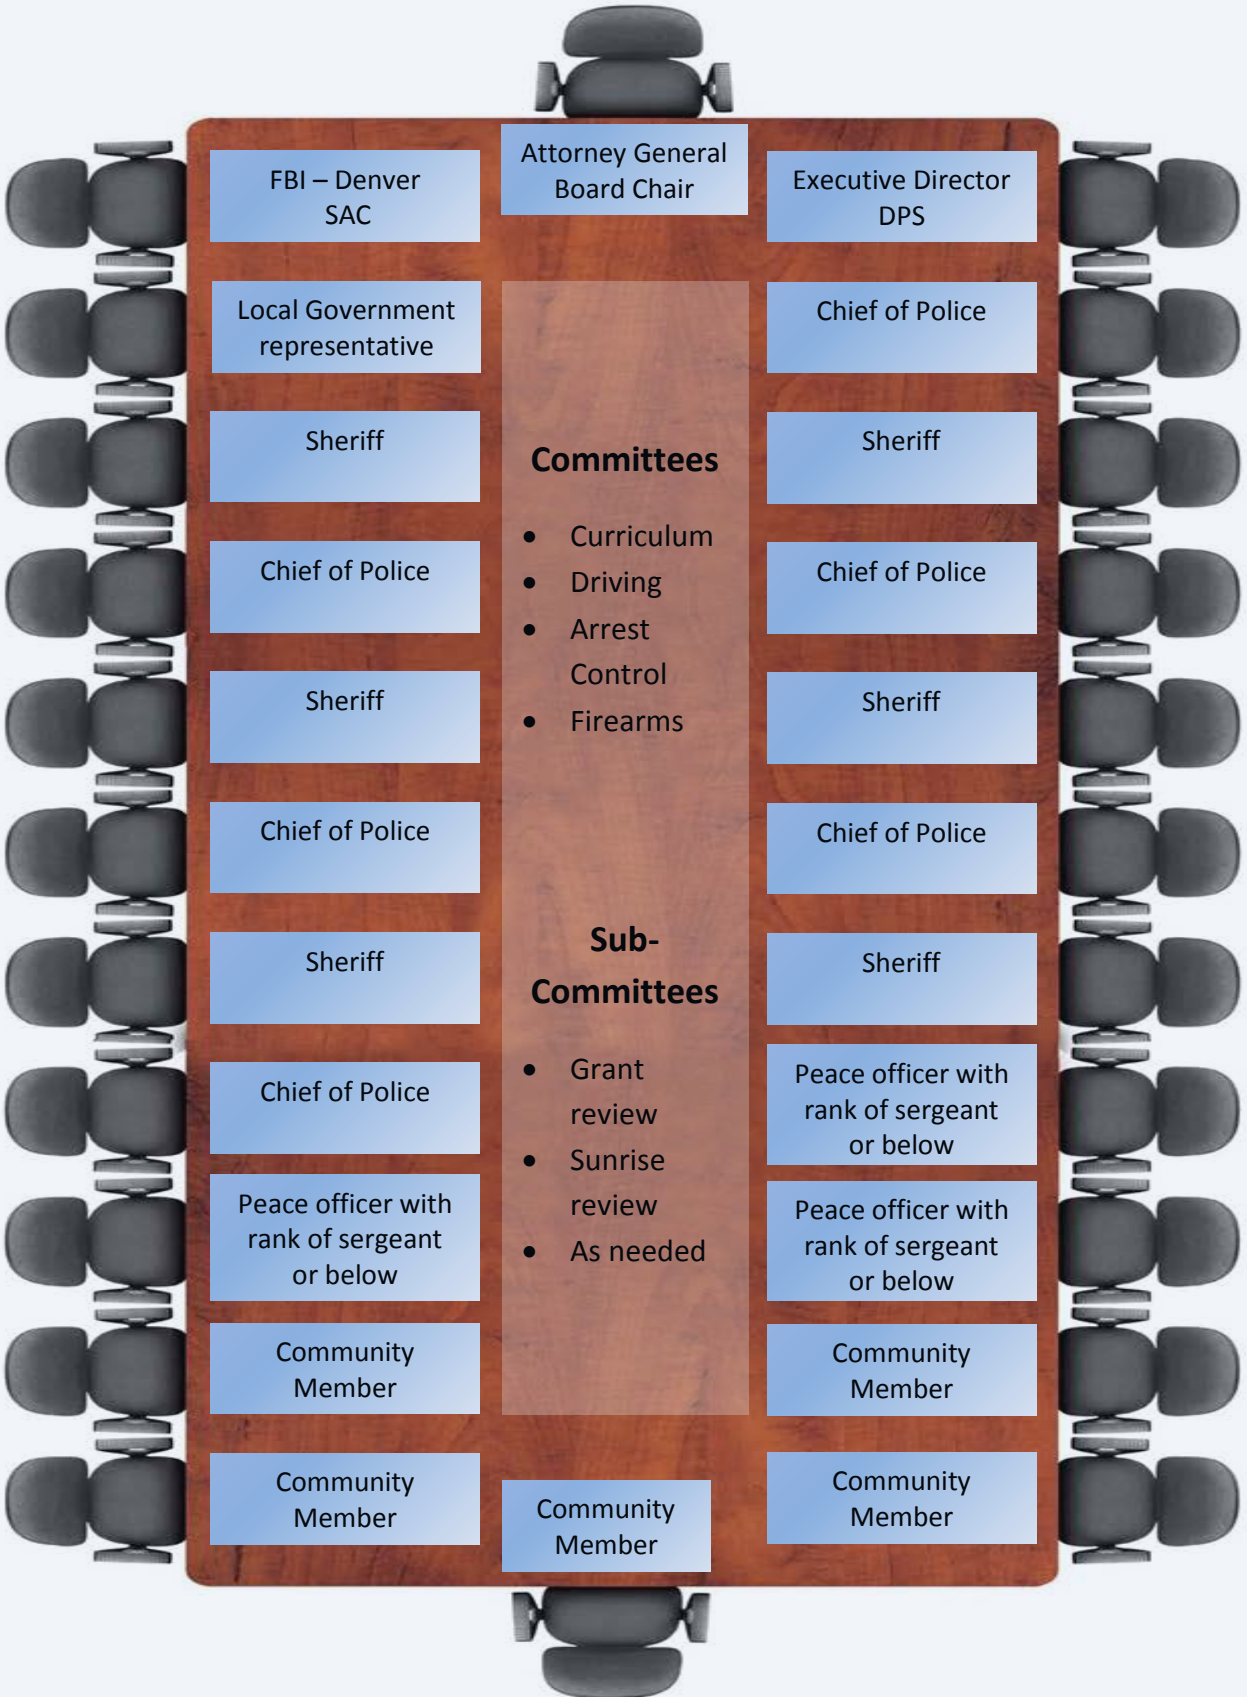 Attorney General
Board Chair
FBI – Denver
SAC
Executive Director
DPS
Local Government
representative
Chief of Police
Sheriff
Sheriff
Chief of Police
Chief of Police
Sheriff
Sheriff
Chief of Police
Chief of Police
Sheriff
Sheriff
Chief of Police
Peace officer with
rank of sergeant
or below
Peace officer with
rank of sergeant
or below
Peace officer with
rank of sergeant
or below
Community
Member
Community
Member
Community
Member
Community
Member
Community
Member
Committees
• Curriculum
• Driving
• Arrest
Control
• Firearms
Sub-
Committees
• Grant
review
• Sunrise
review
• As needed